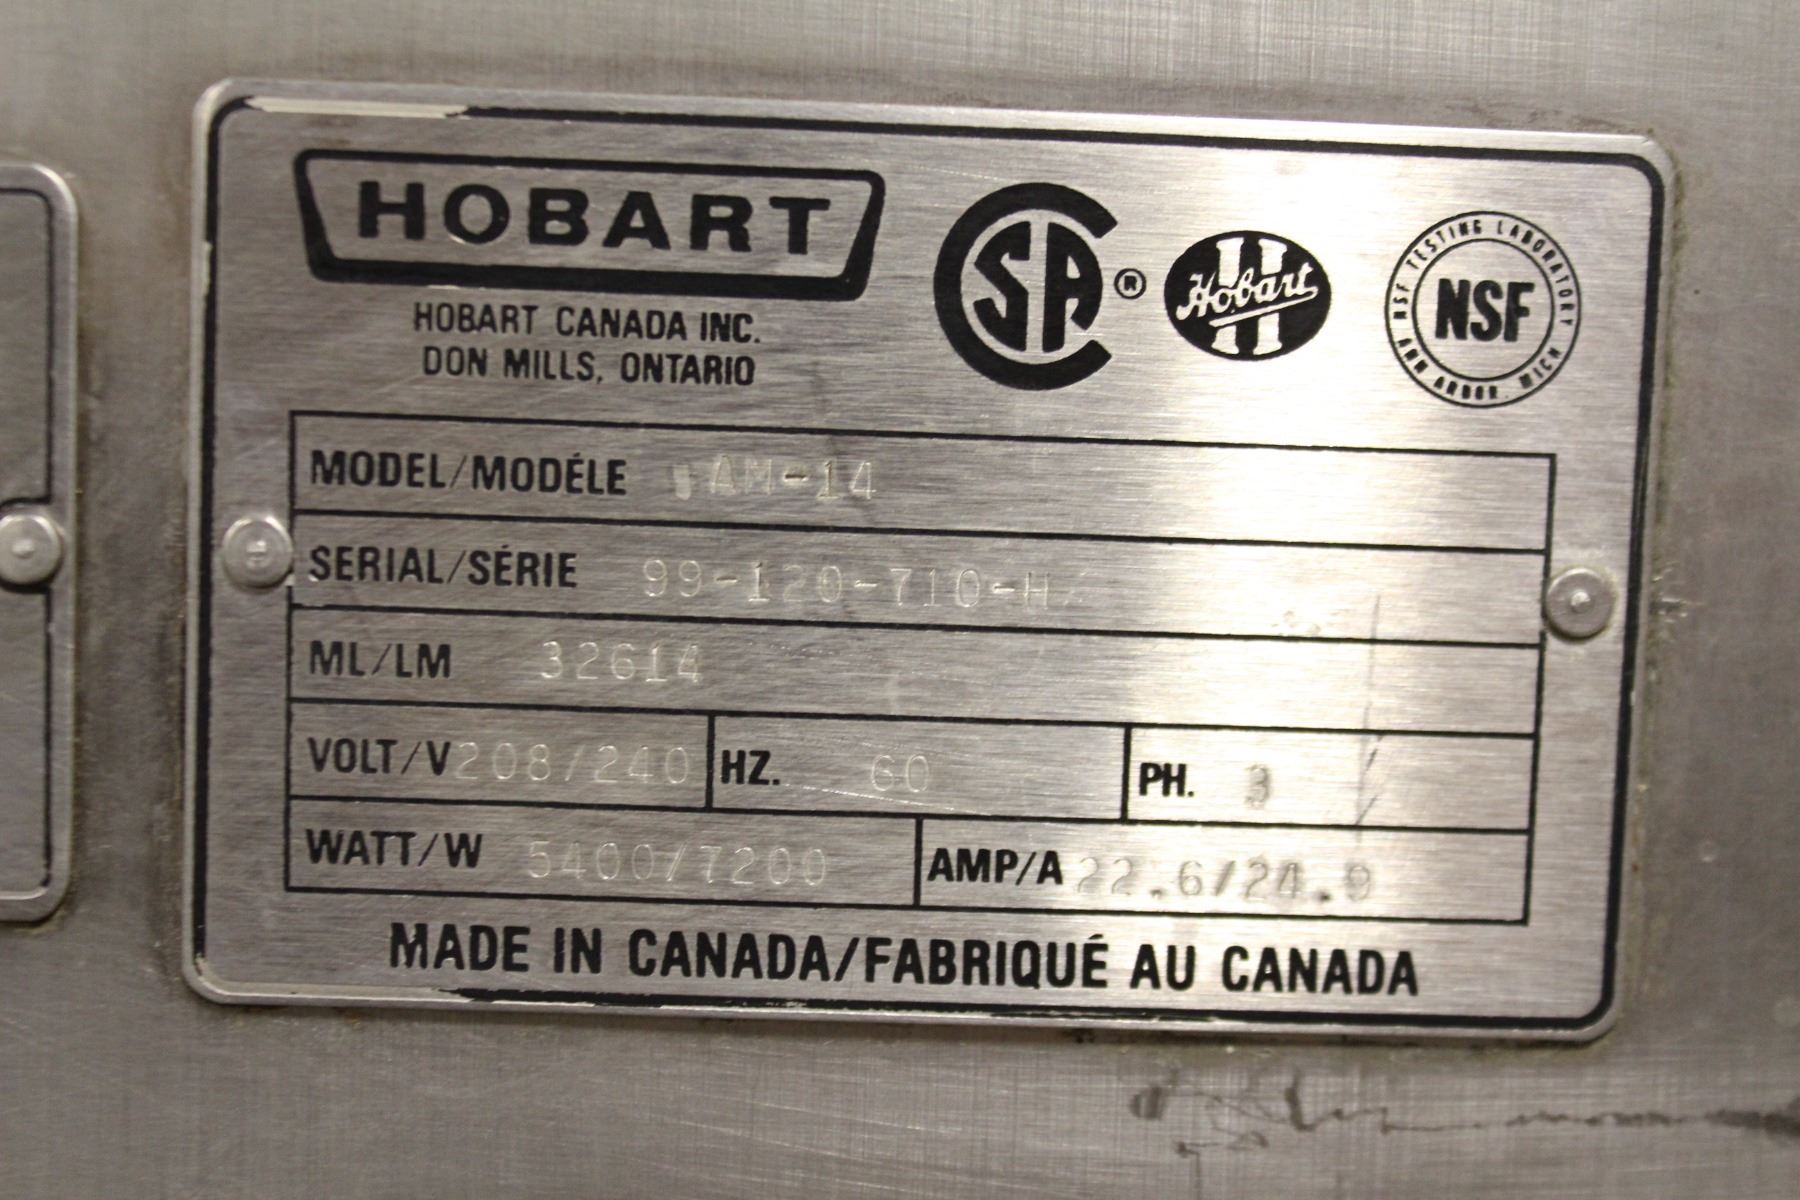 HOBART
HOBART CANADA INC.
DON MILLS, ONTARIO
CSA ®
Hobart
NSF TESTING LABORATORY
NSF
ANN ARBOR. MICH
MODEL/MODÉLE AM-14
SERIAL/SÉRIE 99-120-710-H
ML/LM 32614
VOLT/V 208/240 HZ. 60 PH. 3
WATT/W 5400/7200 AMP/A 22.6/24.9
MADE IN CANADA/FABRIQUÉ AU CANADA